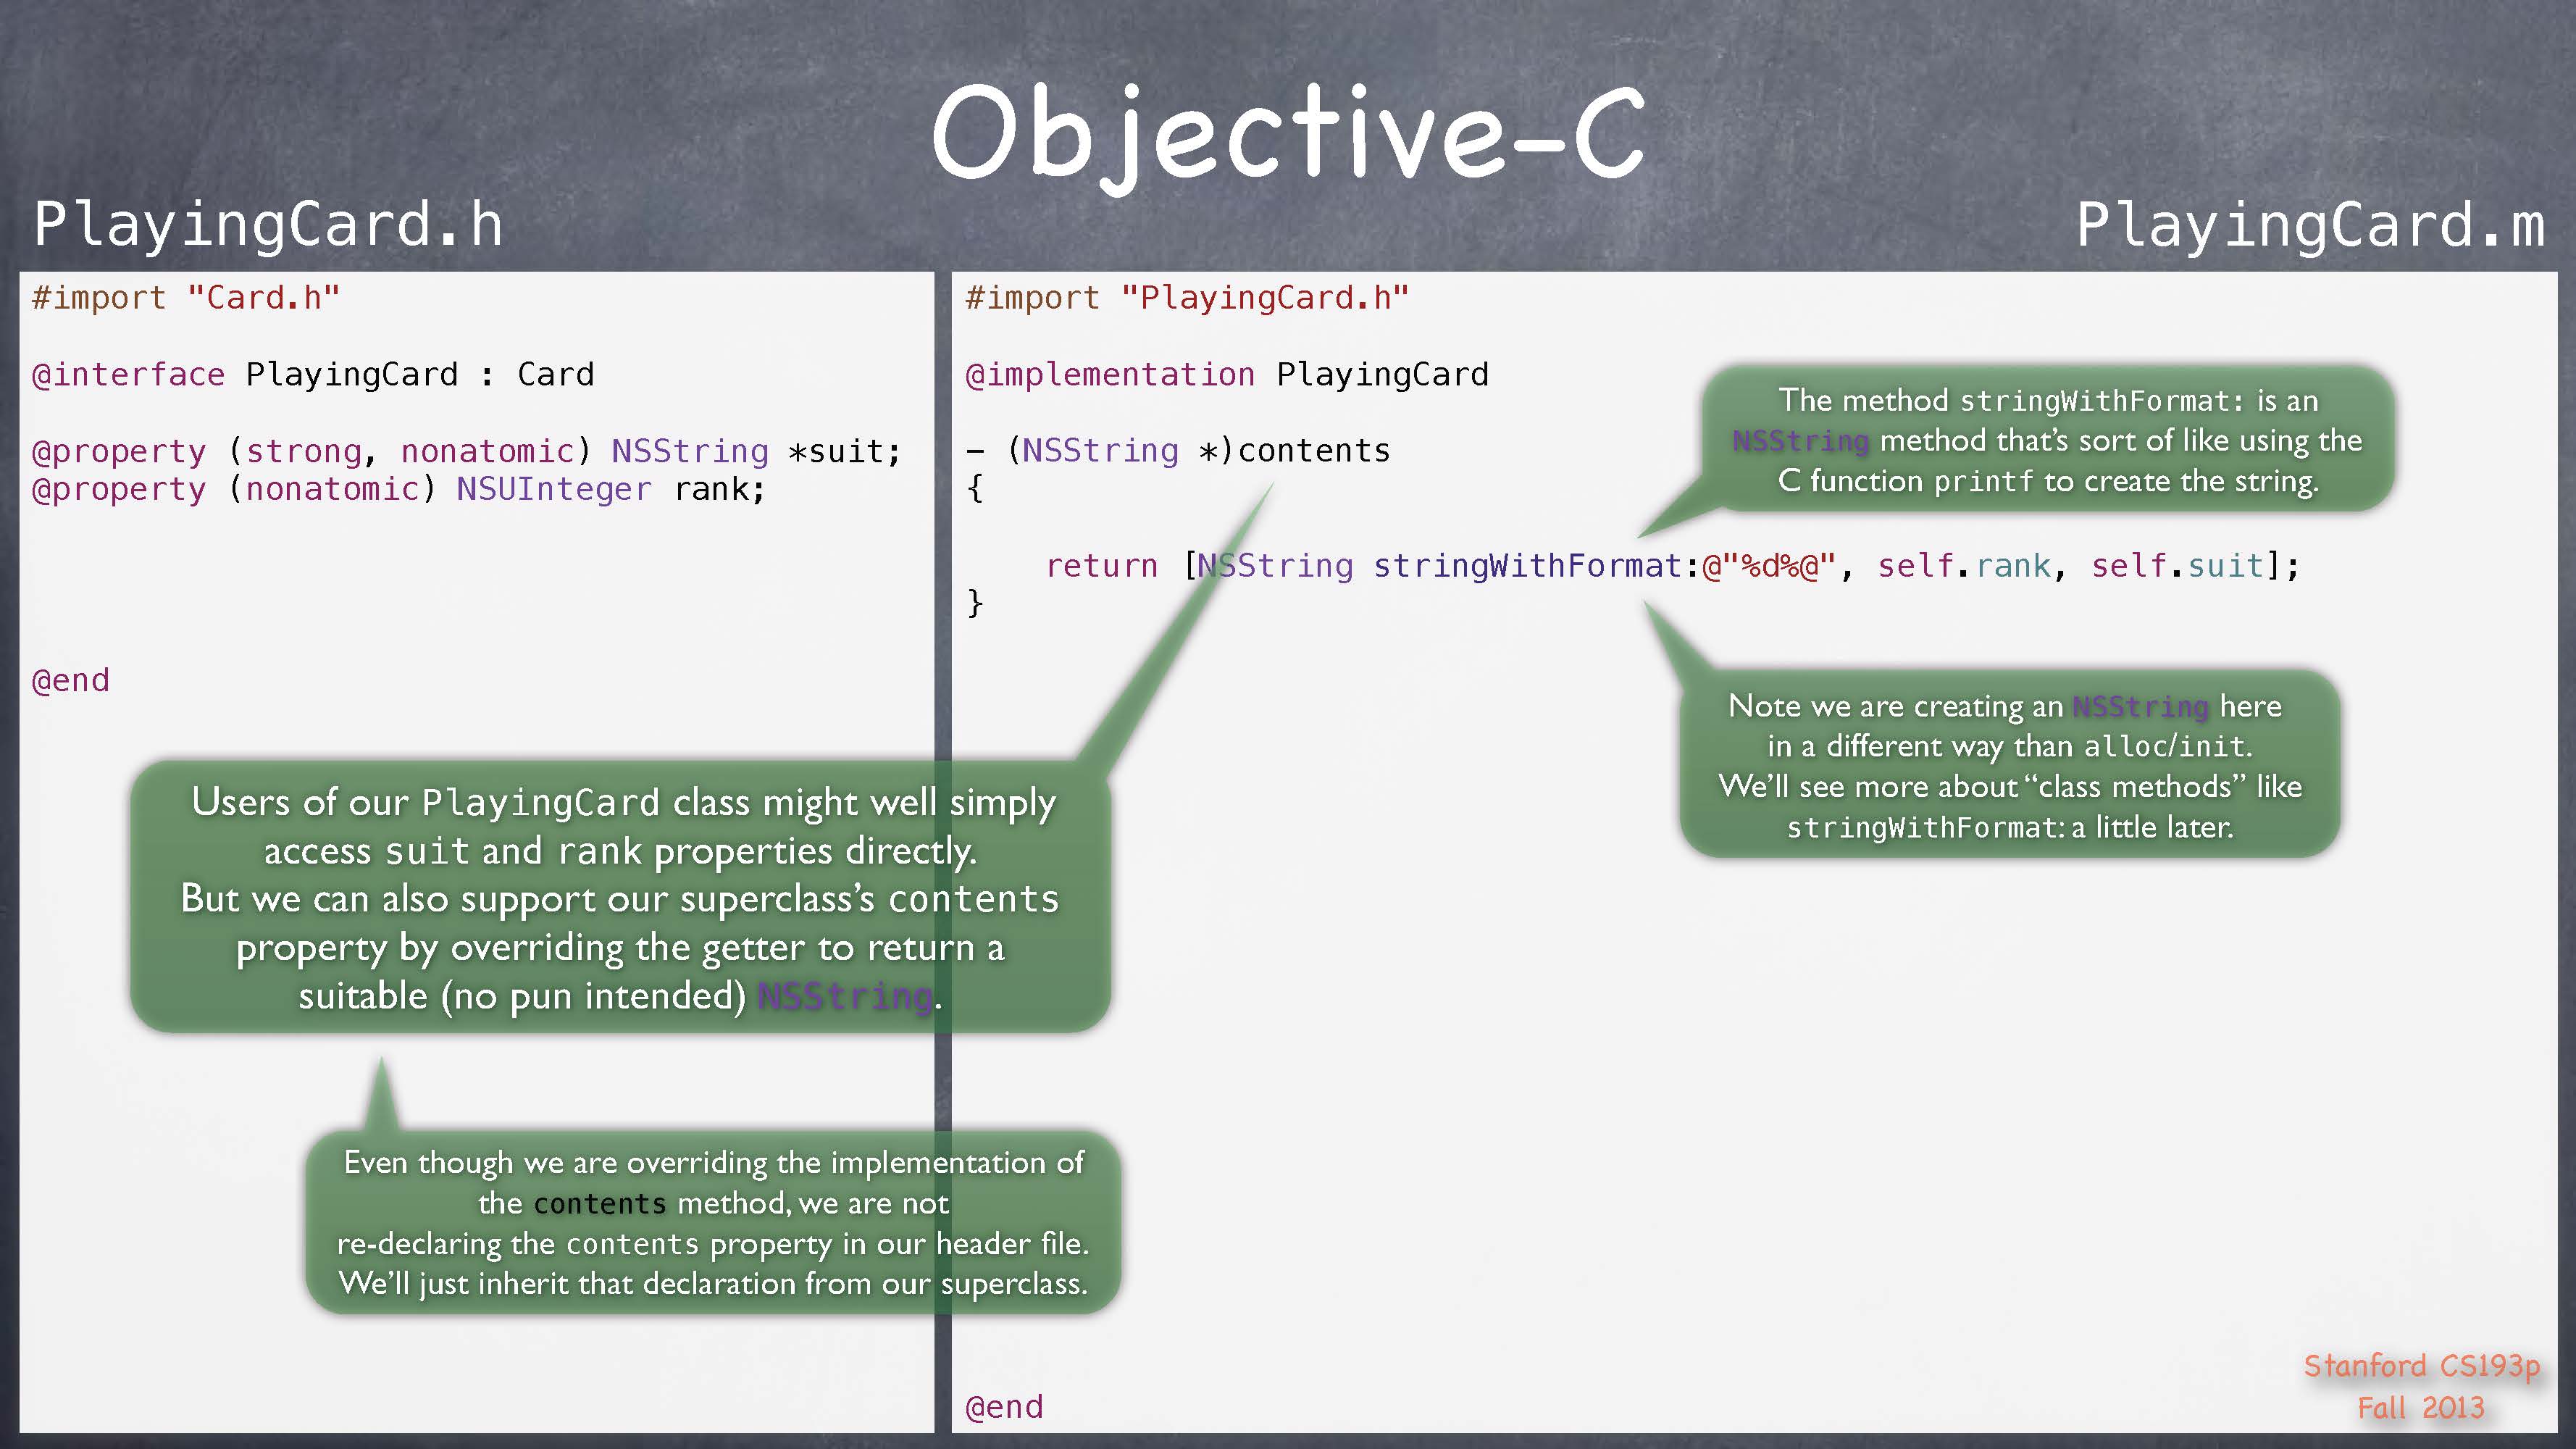 Objective-C
PlayingCard.h
PlayingCard.m
#import "Card.h"
@interface PlayingCard : Card
@property (strong, nonatomic) NSString *suit;
@property (nonatomic) NSUInteger rank;
@end
#import "PlayingCard.h"
@implementation PlayingCard
- (NSString *)contents
{
return [NSString stringWithFormat:@"%d%@", self.rank, self.suit];
}
@end
The method stringWithFormat: is an
NSString method that’s sort of like using the
C function printf to create the string.
Note we are creating an NSString here
in a different way than alloc/init.
We’ll see more about “class methods” like
stringWithFormat: a little later.
Users of our PlayingCard class might well simply
access suit and rank properties directly.
But we can also support our superclass’s contents
property by overriding the getter to return a
suitable (no pun intended) NSString.
Even though we are overriding the implementation of
the contents method, we are not
re-declaring the contents property in our header file.
We’ll just inherit that declaration from our superclass.
Stanford CS193p
Fall 2013